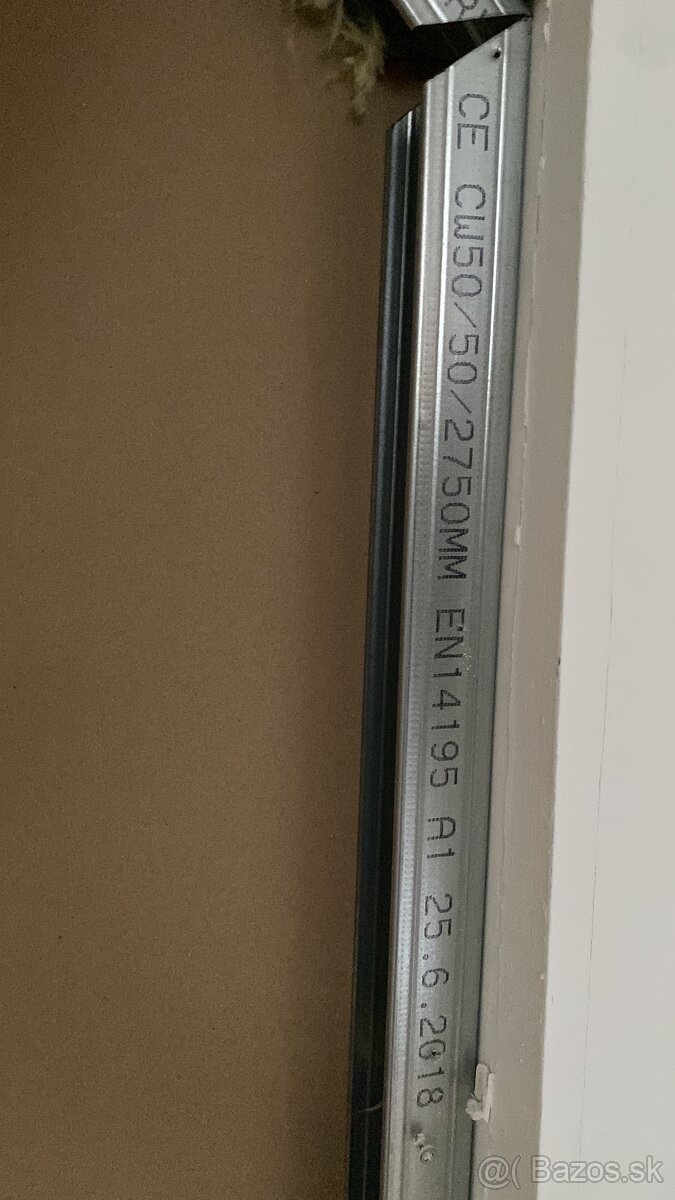 CE CW50/50/2750MM EN14195 A1 25.6.2018
@( Bazos.sk